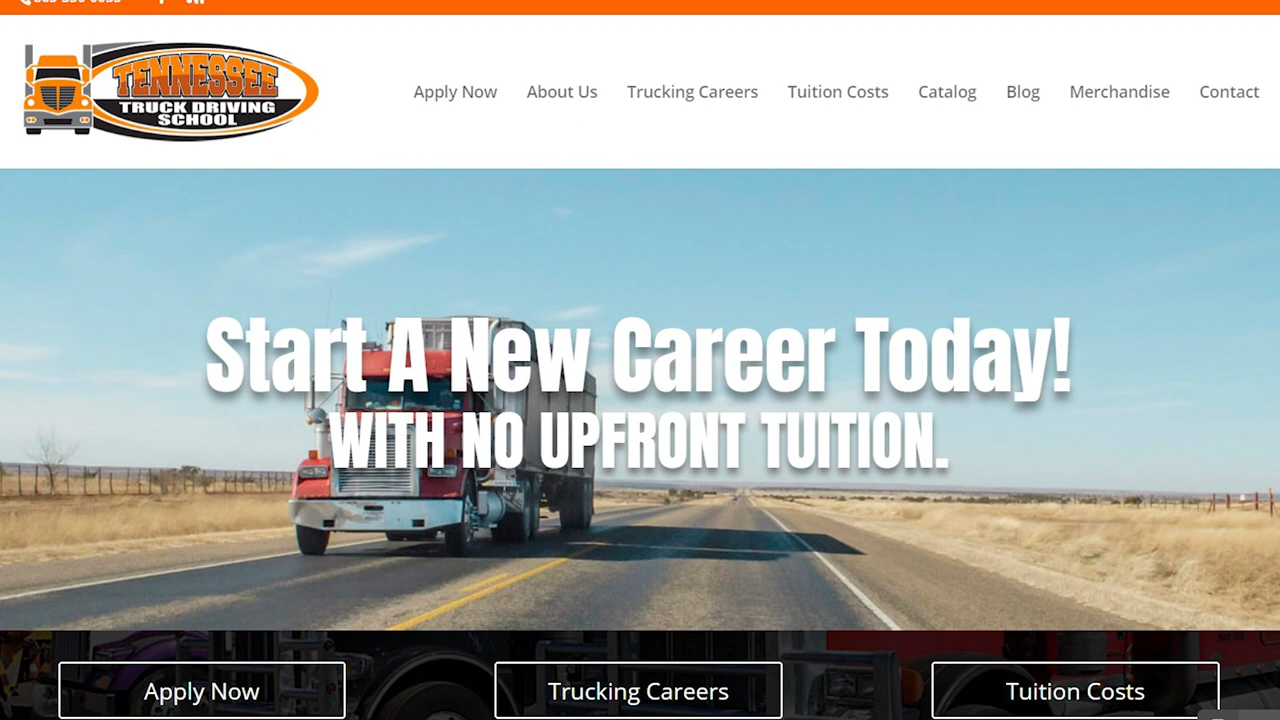 TENNESSEE
TRUCK DRIVING
SCHOOL
Apply Now About Us Trucking Careers Tuition Costs Catalog Blog Merchandise Contact
Start A New Career Today!
WITH NO UPFRONT TUITION.
Apply Now Trucking Careers Tuition Costs